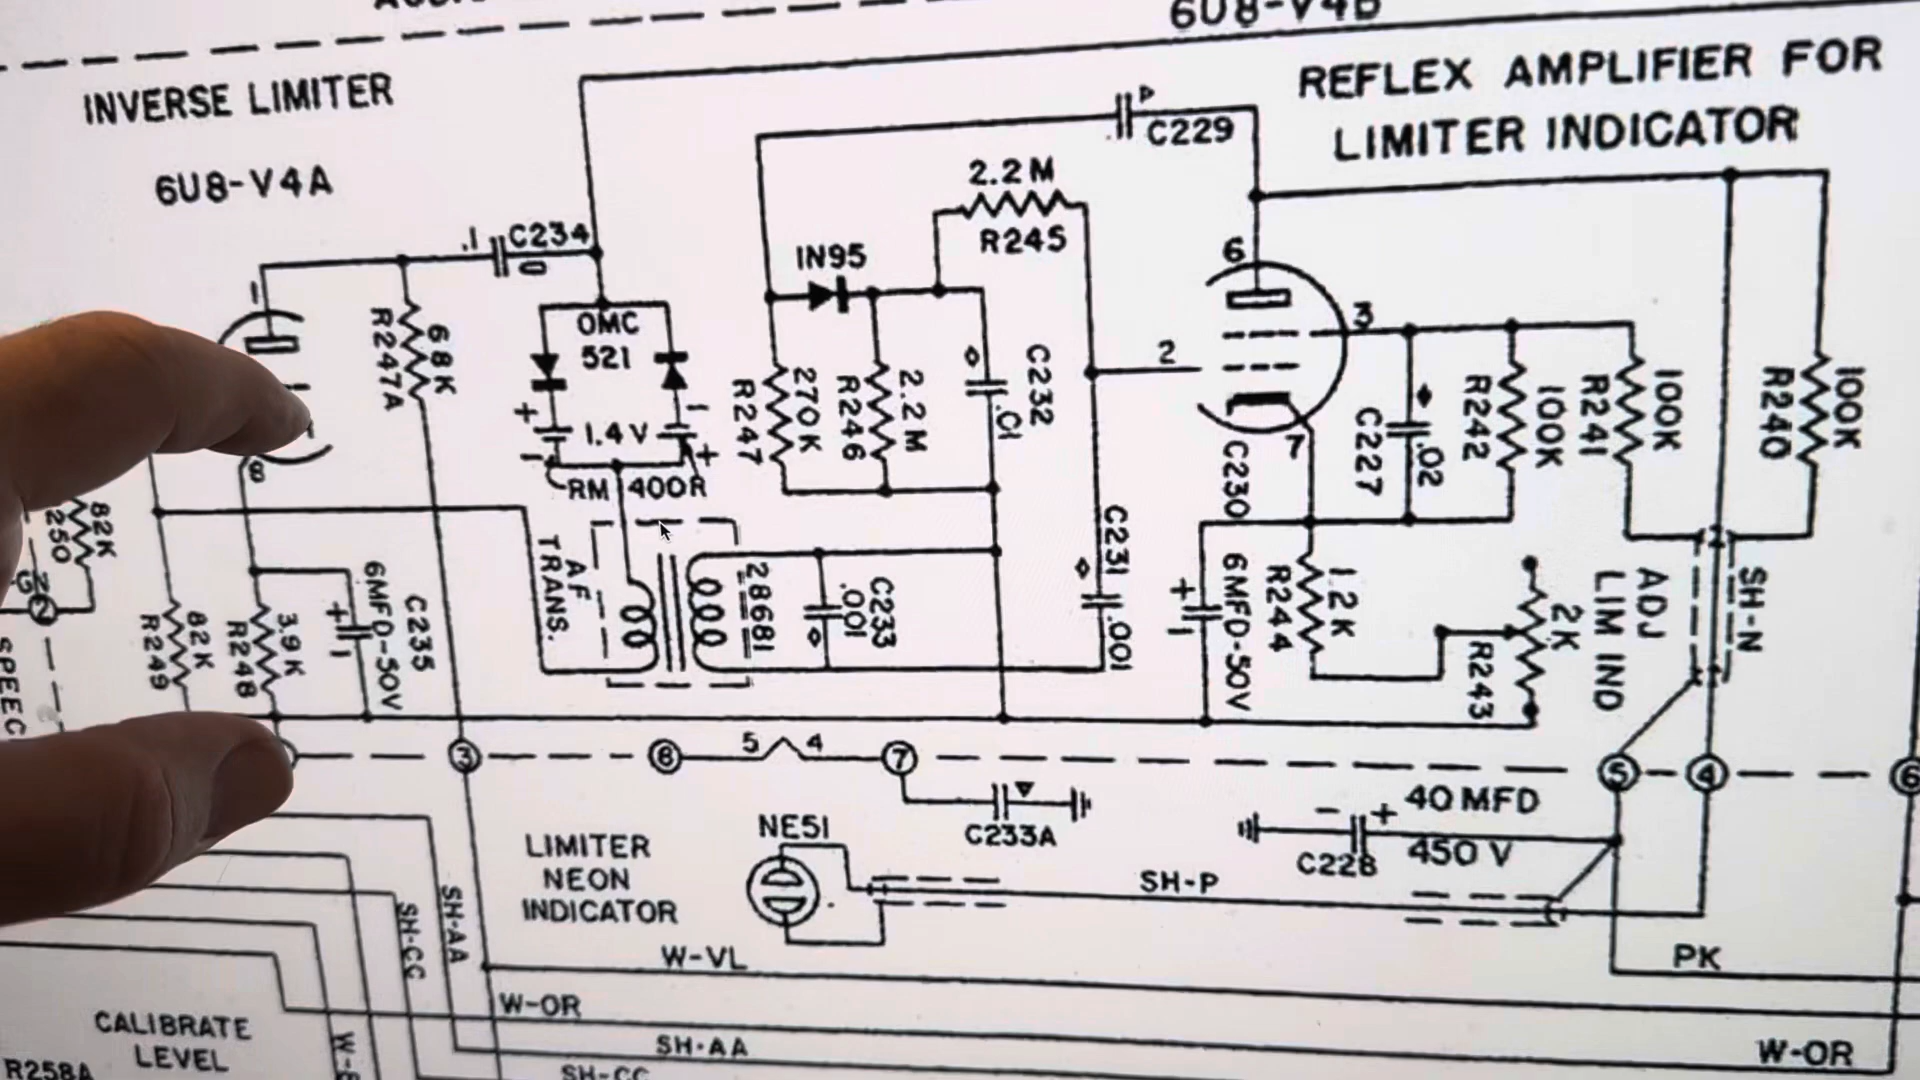 6U8-V4B
INVERSE LIMITER
6U8-V4A
REFLEX AMPLIFIER FOR
LIMITER INDICATOR
C229
2.2M
R245
.1
C234
1
8
68K
R247A
OMC
521
+
-
1.4V
-
+
RM 400R
IN95
270K
R247
2.2M
R246
C232
.01
6
3
2
7
C227
.02
100K
R242
100K
R241
100K
R240
82K
250
2
82K
R249
3.9K
R248
+
6MFD-50V
C235
AF
TRANS.
28681
C233
.001
C231
.001
C230
6MFD-50V
+
1.2K
R244
2K
R243
ADJ
LIM IND
SH-N
3
8
5
4
7
C233A
5
4
6
LIMITER
NEON
INDICATOR
NE51
SH-P
- +
40 MFD
450 V
C228
PK
W-VL
W-OR
SH-AA
SH-CC
SH-AA
SH-CC
W-OR
CALIBRATE
LEVEL
R258A